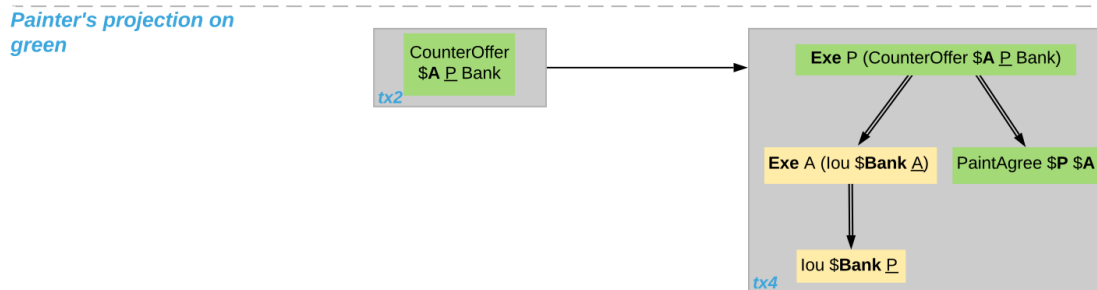 Painter's projection on
green
CounterOffer
$A P Bank
tx2
Exe P (CounterOffer $A P Bank)
Exe A (Iou $Bank A)
PaintAgree $P $A
Iou $Bank P
tx4